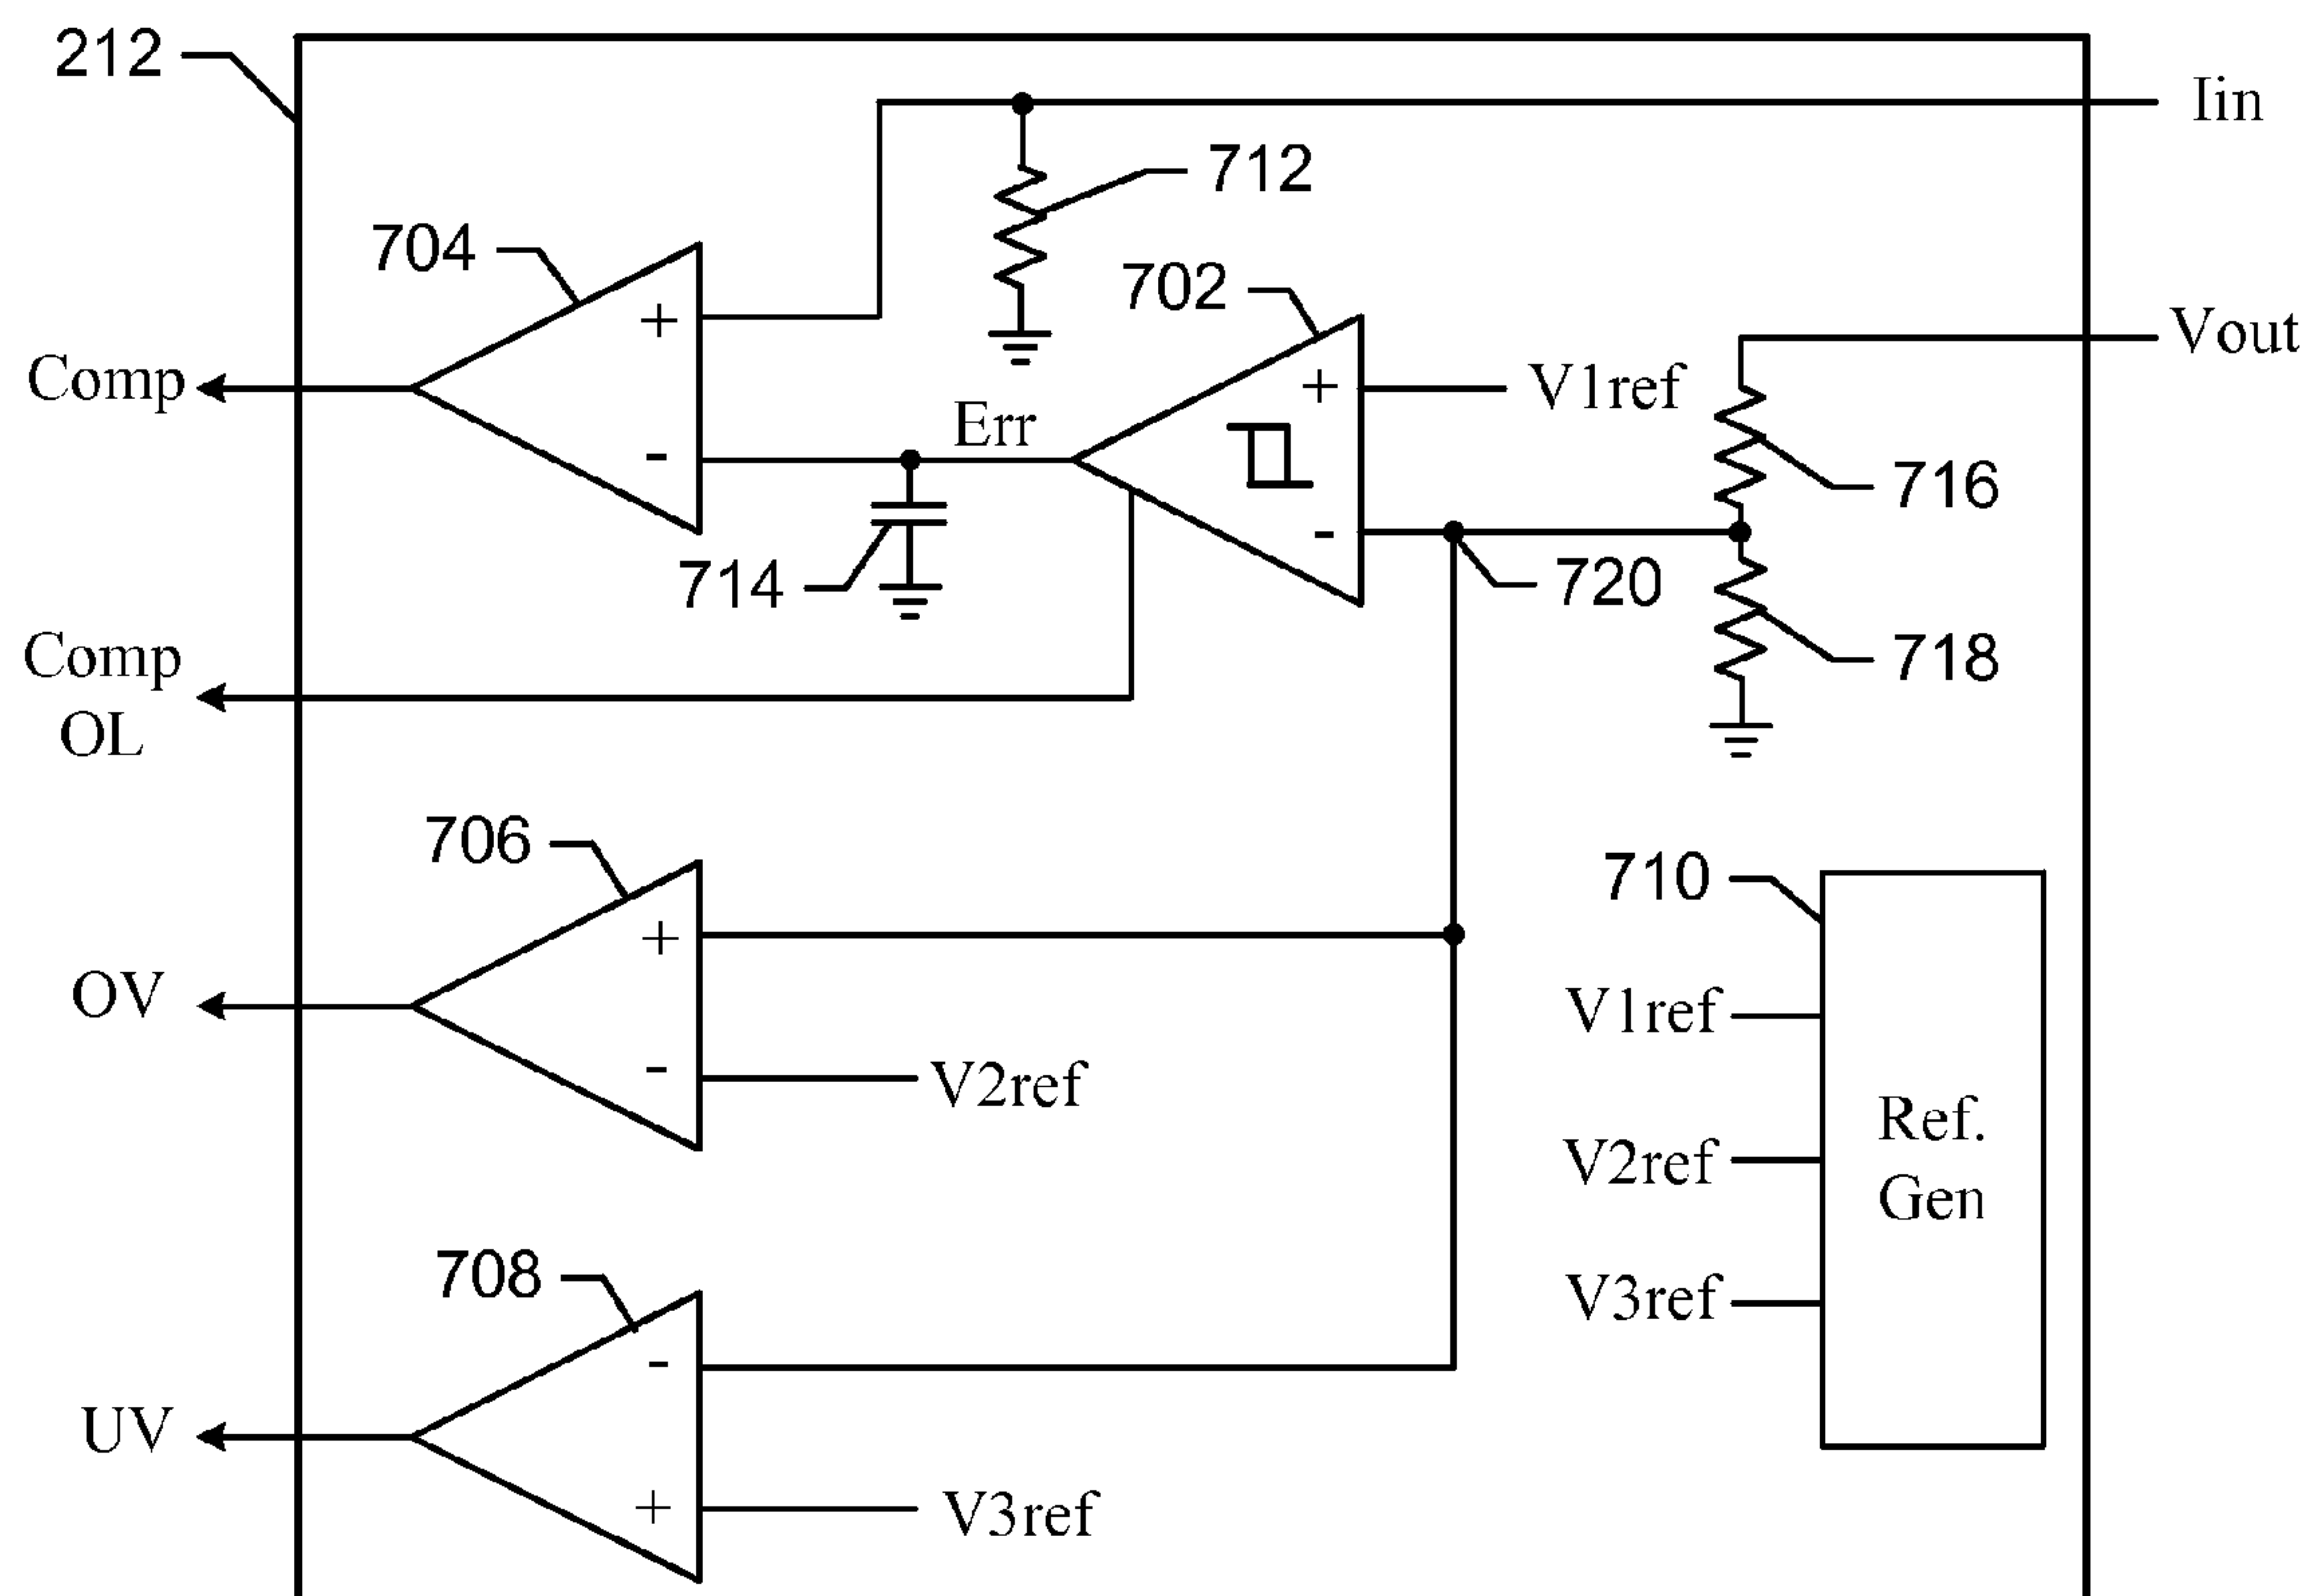 212
Iin
712
704
702
Vout
+
+
V1ref
Comp
Err
-
716
-
714
720
Comp
OL
718
706
710
+
OV
V1ref
-
V2ref
Ref.
Gen
V2ref
708
V3ref
-
UV
+
V3ref